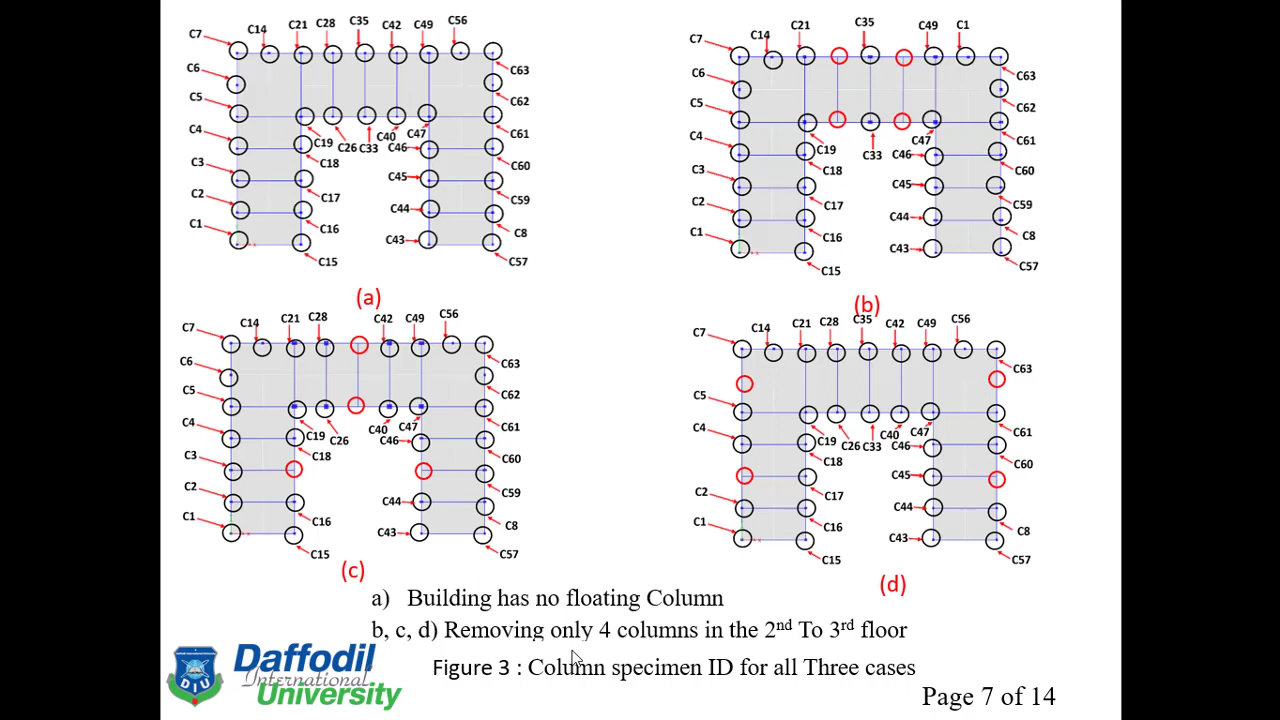 C7 C14 C21 C28 C35 C42 C49 C56
C6 C63
C5 C62
C4 C19 C26 C33 C40 C47 C61
C3 C18 C46 C60
C2 C17 C45 C59
C1 C16 C44 C8
C15 C43 C57
(a)
C7 C14 C21 C35 C49 C1
C6 C63
C5 C62
C4 C19 C33 C47 C61
C3 C18 C46 C60
C2 C17 C45 C59
C1 C16 C44 C8
C15 C43 C57
(b)
C7 C14 C21 C28 C42 C49 C56
C6 C63
C5 C62
C4 C19 C26 C40 C47 C61
C3 C18 C46 C60
C2 C59
C1 C16 C44 C8
C15 C43 C57
(c)
C7 C14 C21 C28 C35 C42 C49 C56
C63
C5
C4 C19 C26 C33 C40 C47 C61
C18 C46 C60
C2 C17 C45
C1 C16 C44 C8
C15 C43 C57
(d)
a) Building has no floating Column
b, c, d) Removing only 4 columns in the 2nd To 3rd floor
Figure 3 : Column specimen ID for all Three cases
DIU
Daffodil
International
University
Page 7 of 14